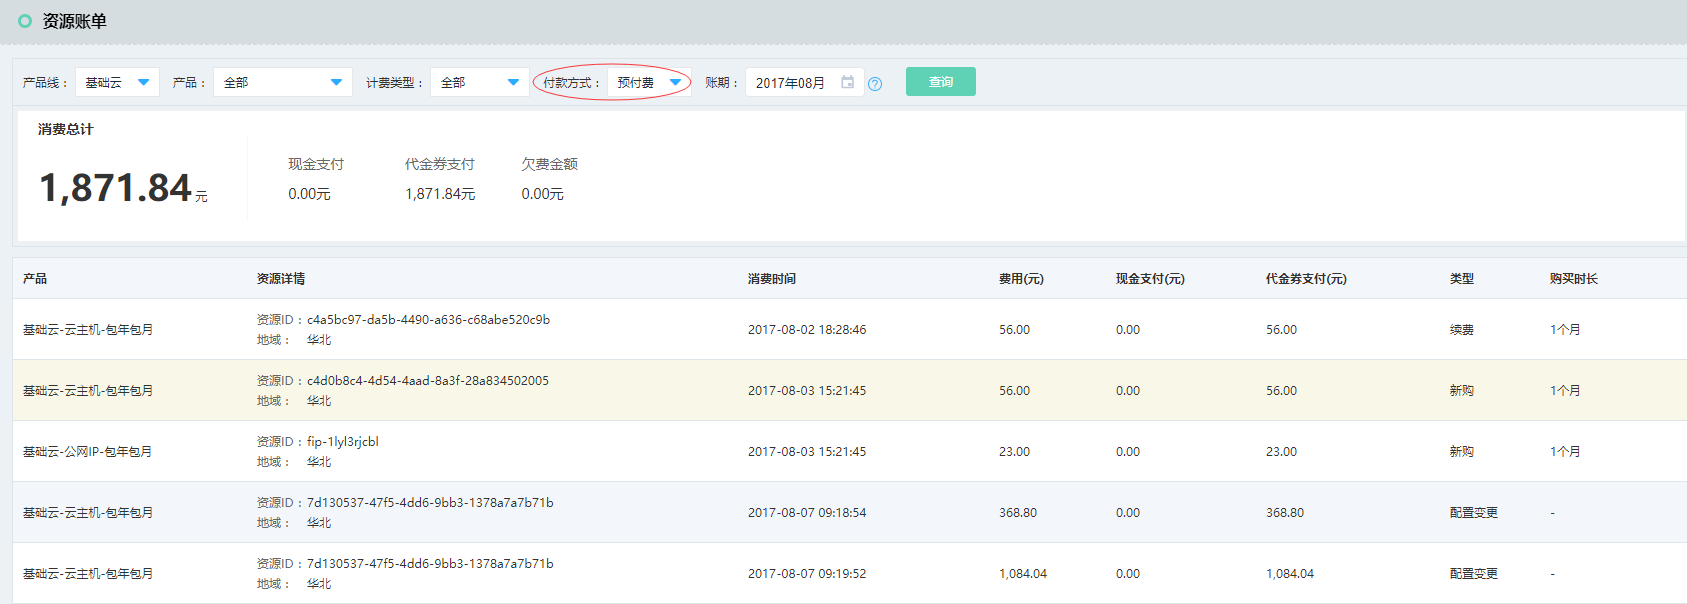 资源账单
产品线： 基础云 产品： 全部 计费类型： 全部 付款方式： 预付费 账期： 2017年08月 ? 查询
消费总计
1,871.84元
现金支付 代金券支付 欠费金额
0.00元 1,871.84元 0.00元
产品 资源详情 消费时间 费用(元) 现金支付(元) 代金券支付(元) 类型 购买时长
资源ID：c4a5bc97-da5b-4490-a636-c68abe520c9b
基础云-云主机-包年包月 2017-08-02 18:28:46 56.00 0.00 56.00 续费 1个月
地域： 华北
资源ID：c4d0b8c4-4d54-4aad-8a3f-28a834502005
基础云-云主机-包年包月 2017-08-03 15:21:45 56.00 0.00 56.00 新购 1个月
地域： 华北
资源ID：fip-1lyl3rjcbl
基础云-公网IP-包年包月 2017-08-03 15:21:45 23.00 0.00 23.00 新购 1个月
地域： 华北
资源ID：7d130537-47f5-4dd6-9bb3-1378a7a7b71b
基础云-云主机-包年包月 2017-08-07 09:18:54 368.80 0.00 368.80 配置变更 -
地域： 华北
资源ID：7d130537-47f5-4dd6-9bb3-1378a7a7b71b
基础云-云主机-包年包月 2017-08-07 09:19:52 1,084.04 0.00 1,084.04 配置变更 -
地域： 华北